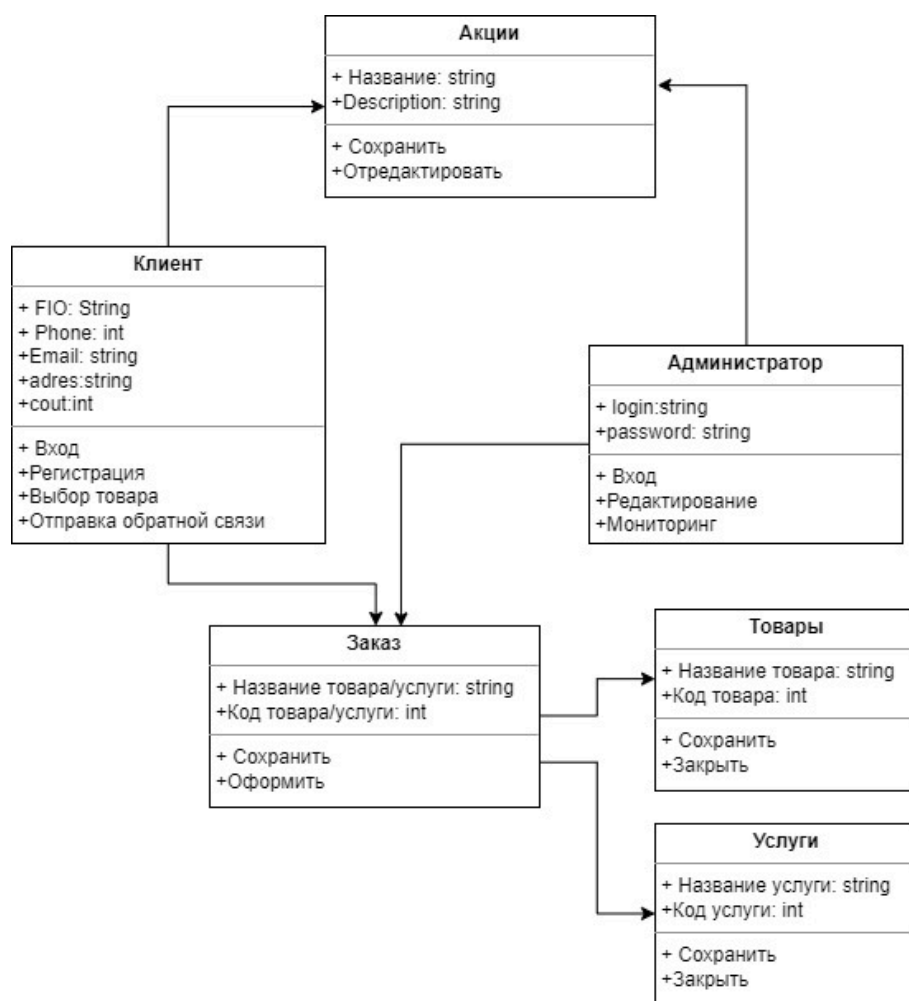 Акции
+ Название: string
+Description: string
+ Сохранить
+Отредактировать
Клиент
+ FIO: String
+ Phone: int
+Email: string
+adres:string
+cout:int
+ Вход
+Регистрация
+Выбор товара
+Отправка обратной связи
Администратор
+ login:string
+password: string
+ Вход
+Редактирование
+Мониторинг
Заказ
+ Название товара/услуги: string
+Код товара/услуги: int
+ Сохранить
+Оформить
Товары
+ Название товара: string
+Код товара: int
+ Сохранить
+Закрыть
Услуги
+ Название услуги: string
+Код услуги: int
+ Сохранить
+Закрыть